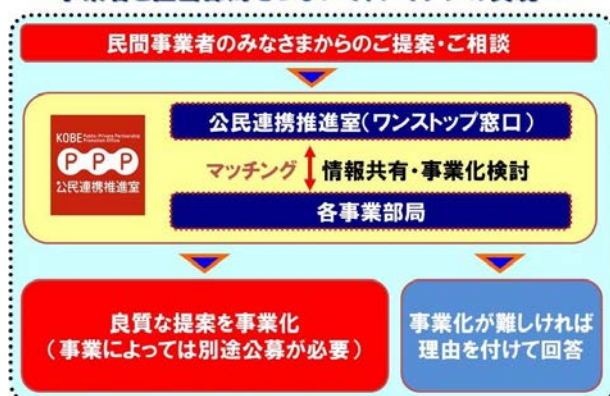 民間事業者のみなさまからのご提案・ご相談
公民連携推進室(ワンストップ窓口)
KOBE Public Private Partnership Promotion Office
PPP
公民連携推進室
マッチング 情報共有・事業化検討
各事業部局
良質な提案を事業化
(事業によっては別途公募が必要)
事業化が難しければ
理由を付けて回答